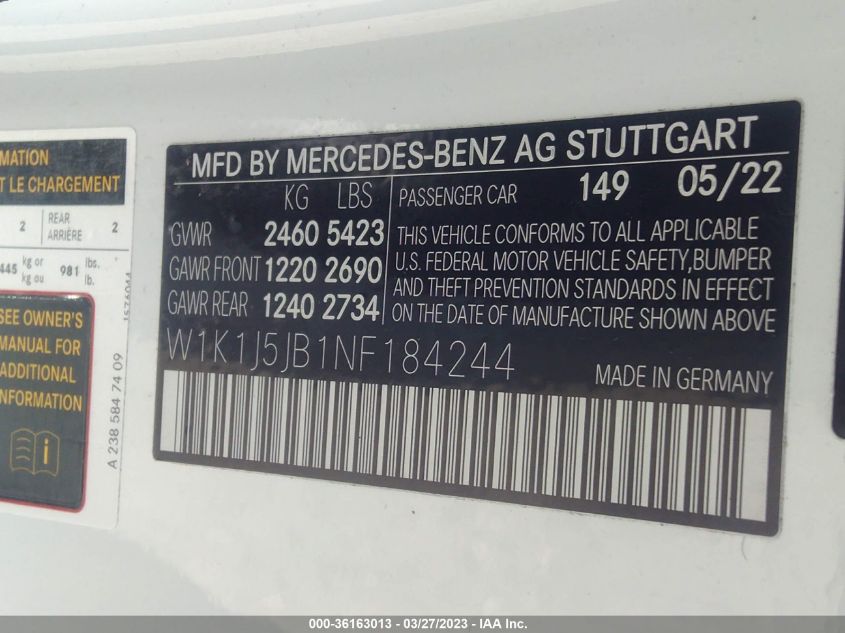 MFD BY MERCEDES-BENZ AG STUTTGART
KG LBS
GVWR 2460 5423
GAWR FRONT 1220 2690
GAWR REAR 1240 2734
PASSENGER CAR 149 05/22
THIS VEHICLE CONFORMS TO ALL APPLICABLE
U.S. FEDERAL MOTOR VEHICLE SAFETY,BUMPER
AND THEFT PREVENTION STANDARDS IN EFFECT
ON THE DATE OF MANUFACTURE SHOWN ABOVE
W1K1J5JB1NF184244
MADE IN GERMANY
T LE CHARGEMENT
2 REAR
ARRIÈRE 2
445 kg or
kg ou 981 lbs.
lb.
SEE OWNER'S
MANUAL FOR
ADDITIONAL
INFORMATION
A 238 584 74 09
000-36163013 - 03/27/2023 - IAA Inc.